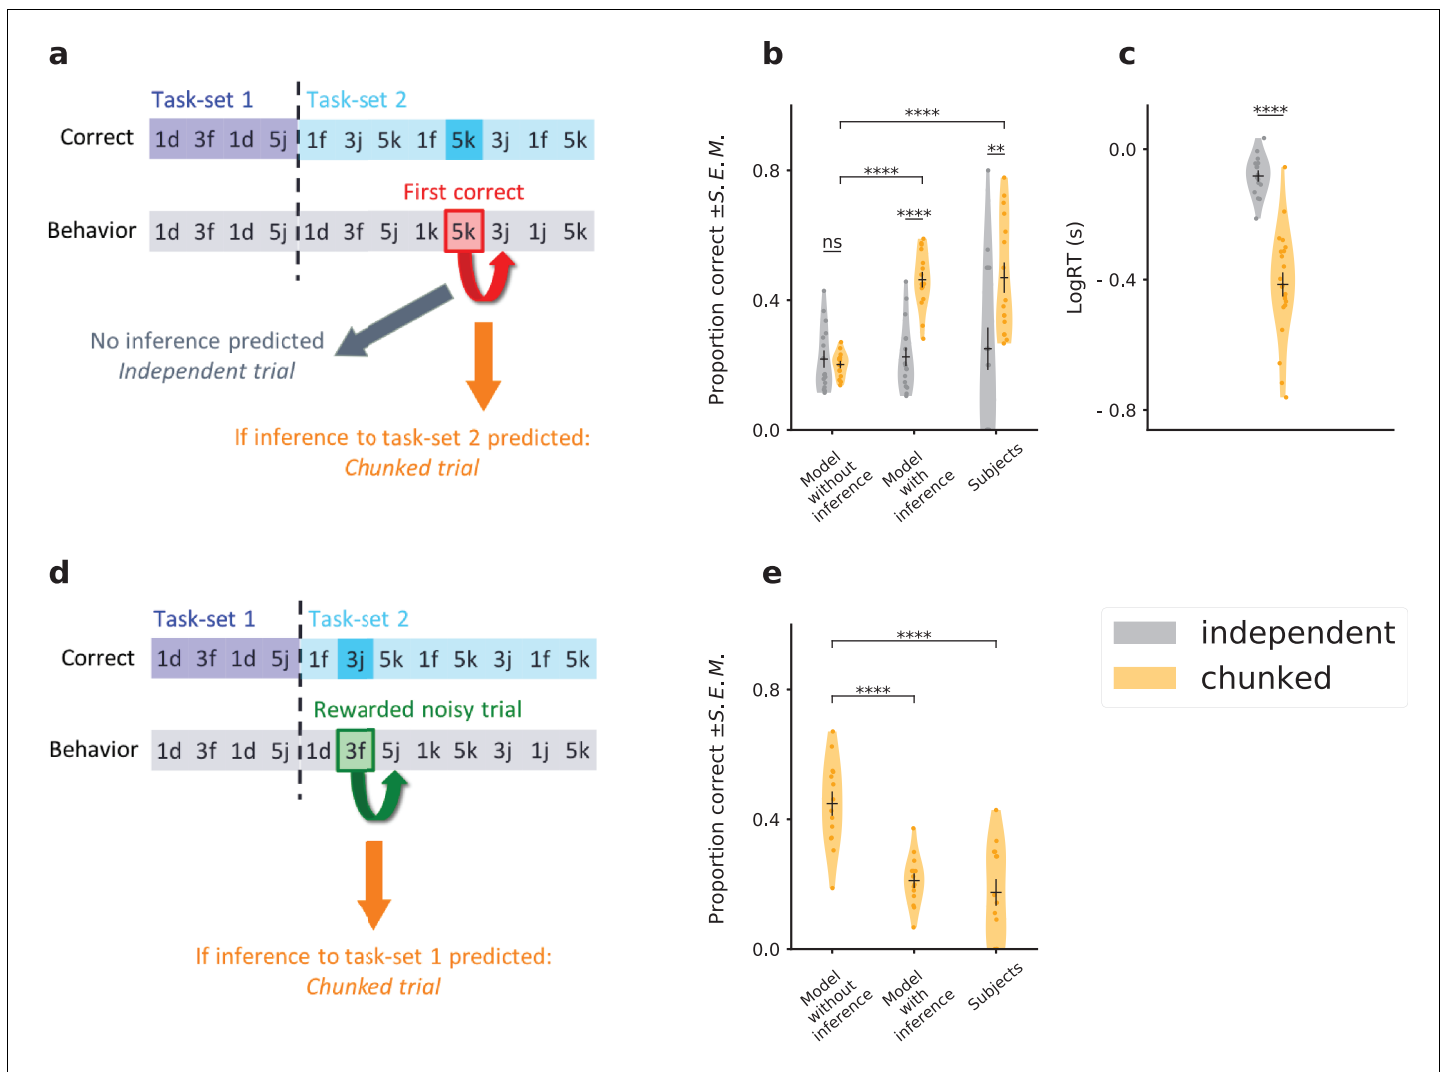 a
Task-set 1 Task-set 2
Correct 1d 3f 1d 5j 1f 3j 5k 1f 5k 3j 1f 5k
First correct
Behavior 1d 3f 1d 5j 1d 3f 5j 1k 5k 3j 1j 5k
No inference predicted
Independent trial
If inference to task-set 2 predicted:
Chunked trial
b
Proportion correct ±S.E.M.
0.8
0.4
0.0
ns
****
****
****
**
Model without inference
Model with inference
Subjects
c
LogRT (s)
0.0
- 0.4
- 0.8
****
d
Task-set 1 Task-set 2
Correct 1d 3f 1d 5j 1f 3j 5k 1f 5k 3j 1f 5k
Rewarded noisy trial
Behavior 1d 3f 1d 5j 1d 3f 5j 1k 5k 3j 1j 5k
If inference to task-set 1 predicted:
Chunked trial
e
Proportion correct ±S.E.M.
0.8
0.4
0.0
****
****
Model without inference
Model with inference
Subjects
independent
chunked